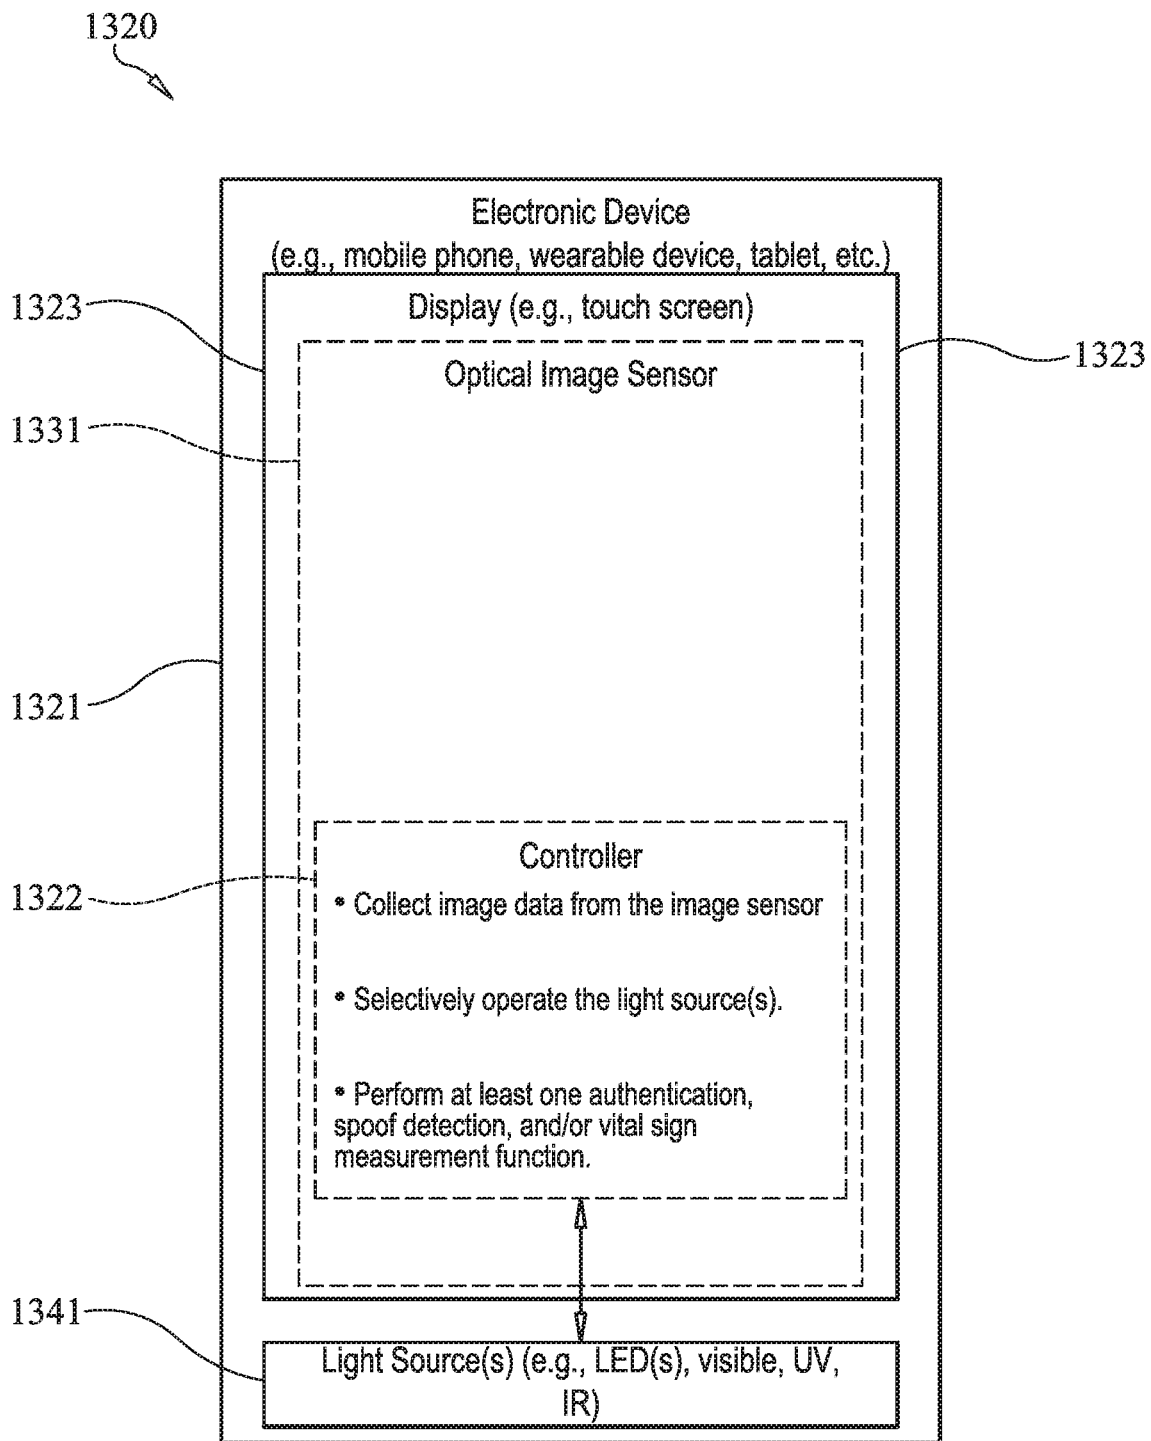 1320
Electronic Device
(e.g., mobile phone, wearable device, tablet, etc.)
1323
Display (e.g., touch screen)
1323
Optical Image Sensor
1331
1321
Controller
1322
• Collect image data from the image sensor
• Selectively operate the light source(s).
• Perform at least one authentication,
spoof detection, and/or vital sign
measurement function.
1341
Light Source(s) (e.g., LED(s), visible, UV,
IR)